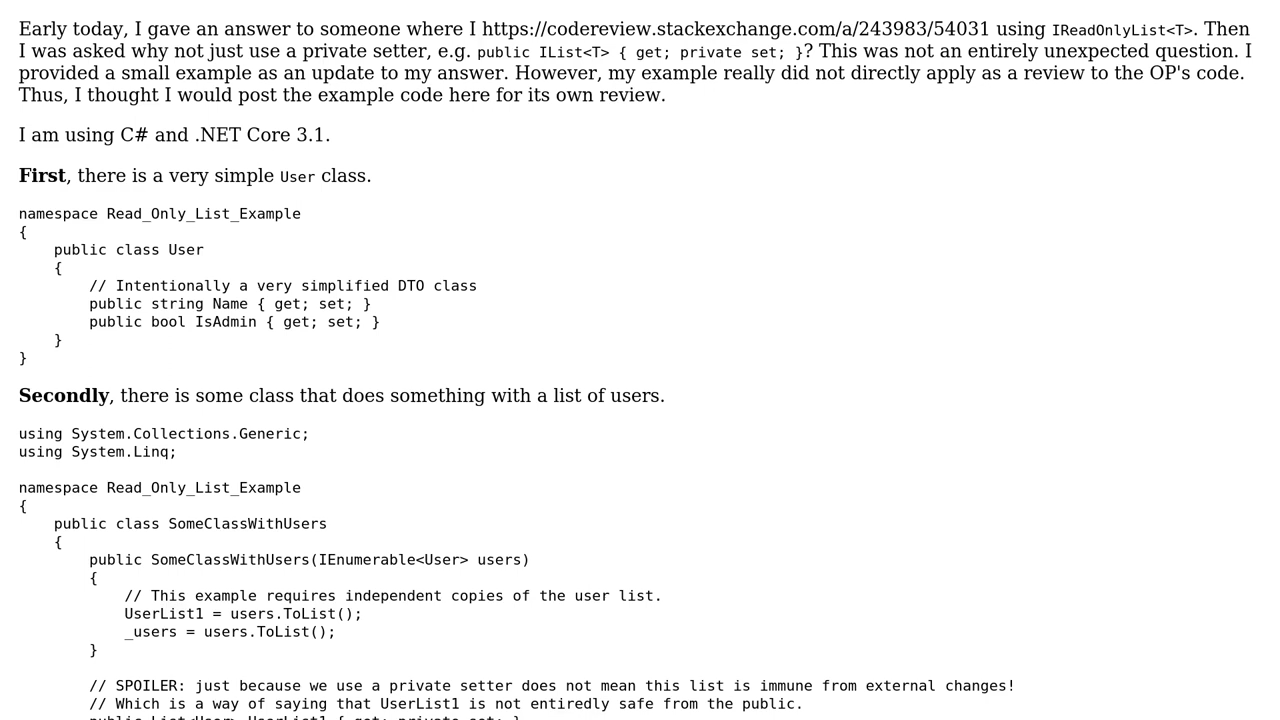 Early today, I gave an answer to someone where I https://codereview.stackexchange.com/a/243983/54031 using IReadOnlyList<T>. Then
I was asked why not just use a private setter, e.g. public IList<T> { get; private set; }? This was not an entirely unexpected question. I
provided a small example as an update to my answer. However, my example really did not directly apply as a review to the OP's code.
Thus, I thought I would post the example code here for its own review.
I am using C# and .NET Core 3.1.
First, there is a very simple User class.
namespace Read_Only_List_Example
{
    public class User
    {
        // Intentionally a very simplified DTO class
        public string Name { get; set; }
        public bool IsAdmin { get; set; }
    }
}
Secondly, there is some class that does something with a list of users.
using System.Collections.Generic;
using System.Linq;
namespace Read_Only_List_Example
{
    public class SomeClassWithUsers
    {
        public SomeClassWithUsers(IEnumerable<User> users)
        {
            // This example requires independent copies of the user list.
            UserList1 = users.ToList();
            _users = users.ToList();
        }
        // SPOILER: just because we use a private setter does not mean this list is immune from external changes!
        // Which is a way of saying that UserList1 is not entiredly safe from the public.
        public List<User> UserList1 { get; private set; }